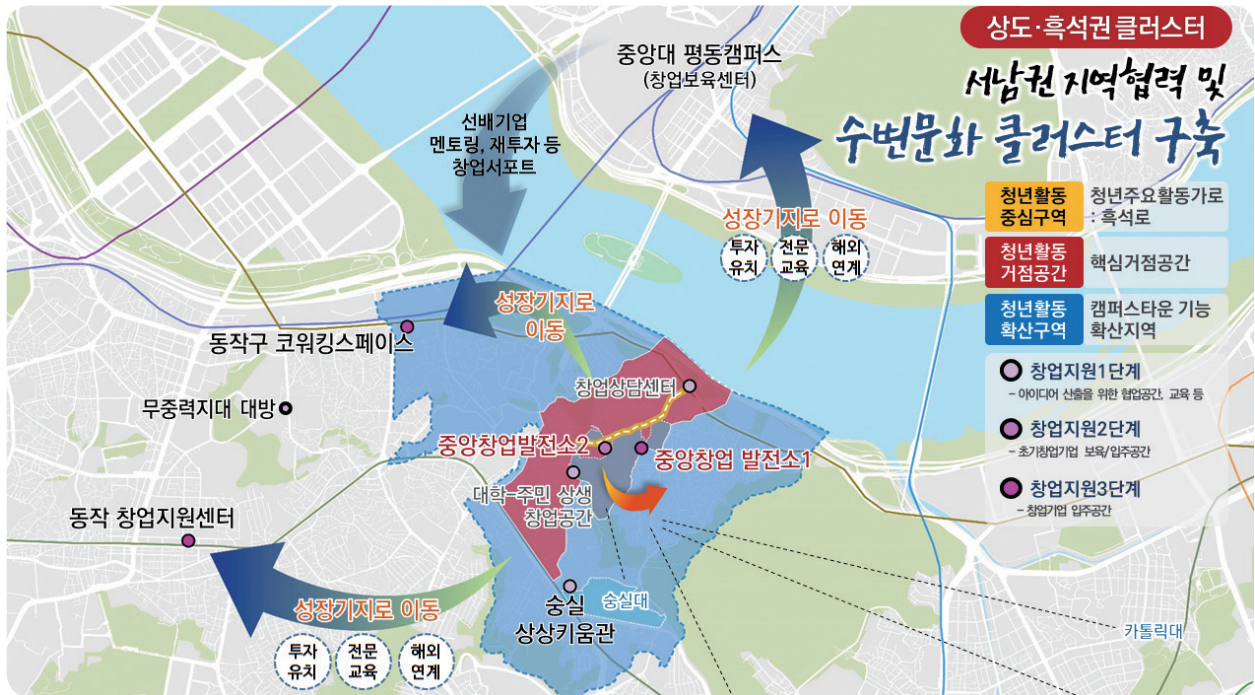 상도·흑석권 클러스터
서남권 지역협력 및
수변문화 클러스터 구축
중앙대 평동캠퍼스
(창업보육센터)
선배기업
멘토링, 재투자 등
창업서포트
청년활동
중심구역
청년주요활동가로
: 흑석로
청년활동
거점공간
핵심거점공간
청년활동
확산구역
캠퍼스타운 기능
확산지역
창업지원1단계
– 아이디어 산출을 위한 협업공간, 교육 등
창업지원2단계
– 초기창업기업 보육/입주공간
창업지원3단계
– 창업기업 입주공간
성장기지로 이동
투자
유치
전문
교육
해외
연계
성장기지로
이동
동작구 코워킹스페이스
창업상담센터
무중력지대 대방
중앙창업발전소2
중앙창업 발전소1
대학-주민 상생
창업공간
동작 창업지원센터
성장기지로 이동
투자
유치
전문
교육
해외
연계
숭실
상상키움관
숭실대
카톨릭대